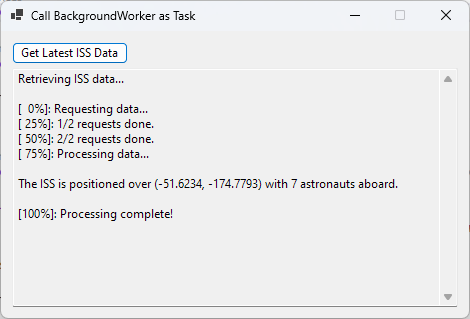 Call BackgroundWorker as Task
Get Latest ISS Data
Retrieving ISS data...
[  0%]: Requesting data...
[ 25%]: 1/2 requests done.
[ 50%]: 2/2 requests done.
[ 75%]: Processing data...
The ISS is positioned over (-51.6234, -174.7793) with 7 astronauts aboard.
[100%]: Processing complete!